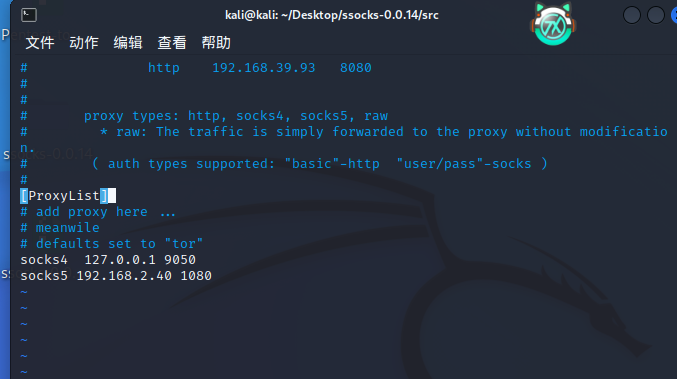 kali@kali: ~/Desktop/ssocks-0.0.14/src
文件 动作 编辑 查看 帮助
# http 192.168.39.93 8080
#
#
# proxy types: http, socks4, socks5, raw
# * raw: The traffic is simply forwarded to the proxy without modificatio
n.
# ( auth types supported: "basic"-http "user/pass"-socks )
#
[ProxyList]
# add proxy here ...
# meanwile
# defaults set to "tor"
socks4 127.0.0.1 9050
socks5 192.168.2.40 1080
~
~
~
~
~
~